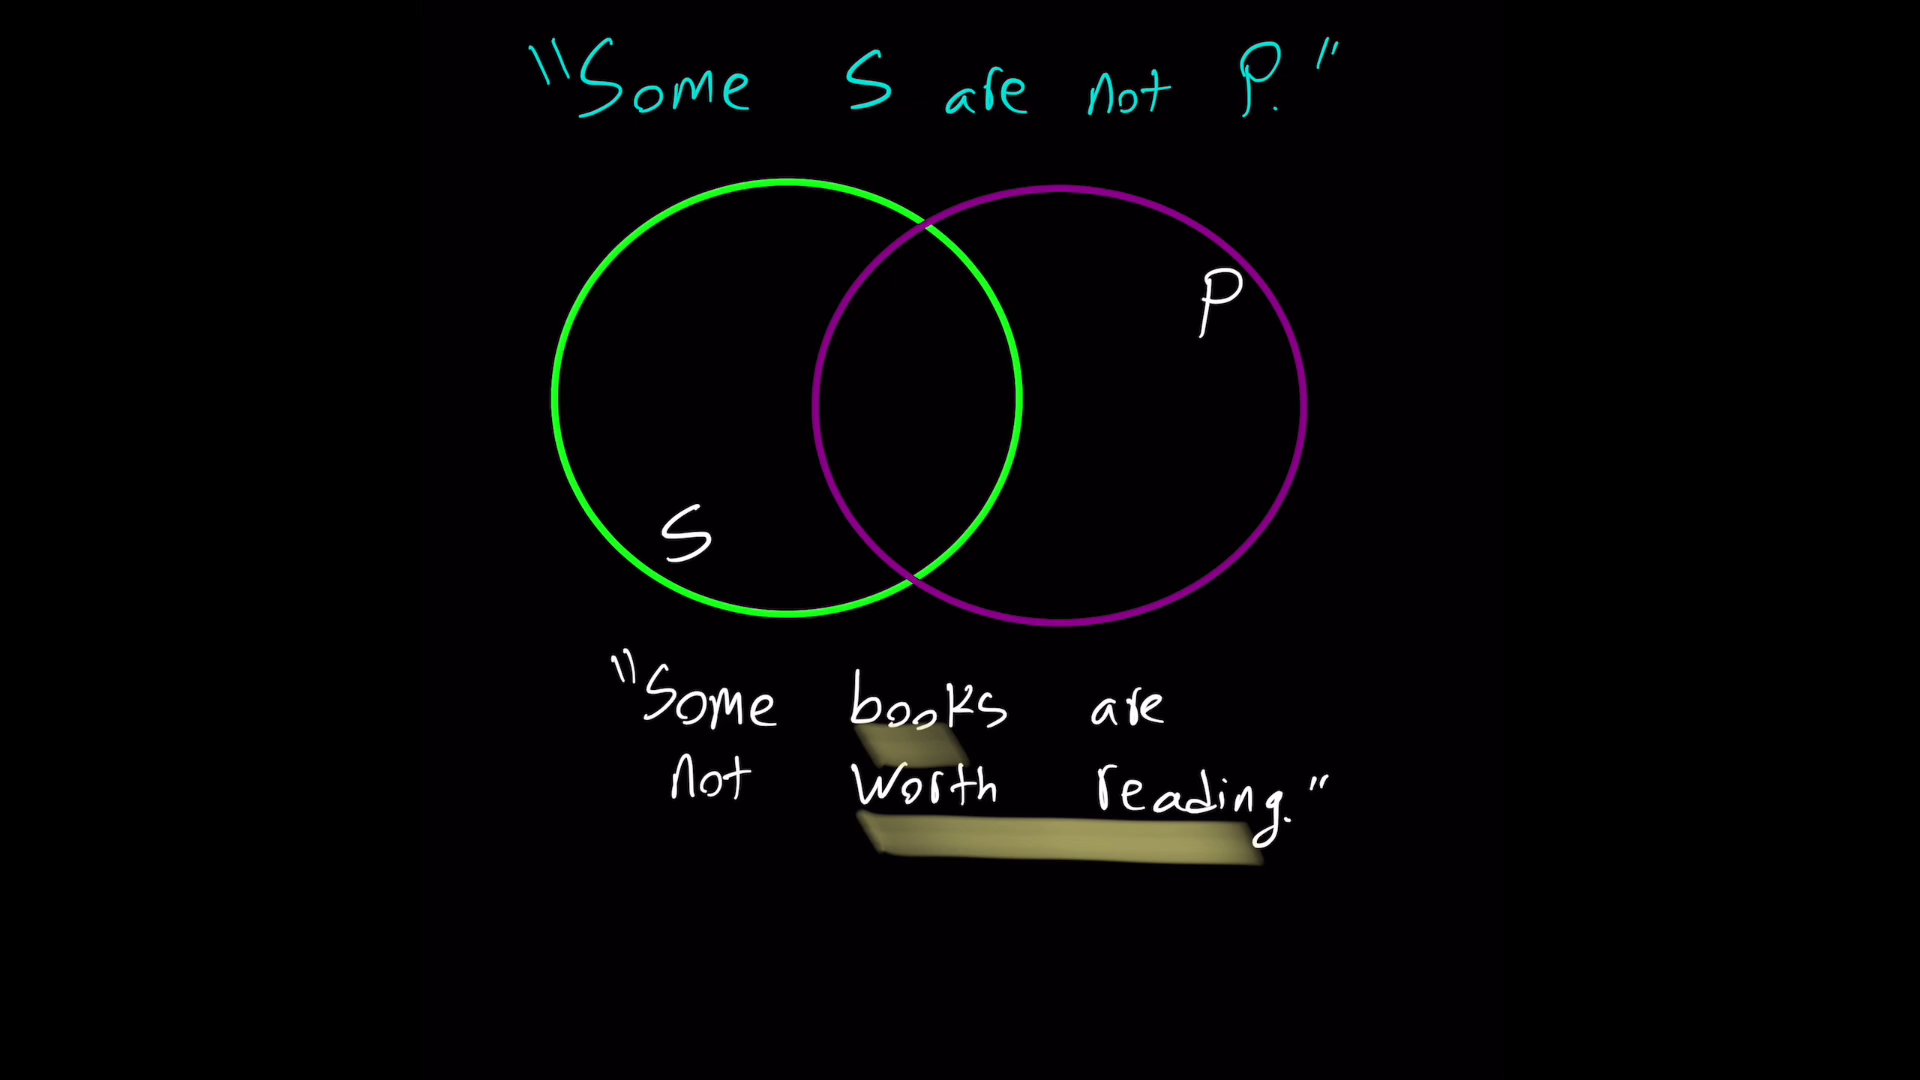 "Some S are not P."
P
S
"Some books are
not worth reading."